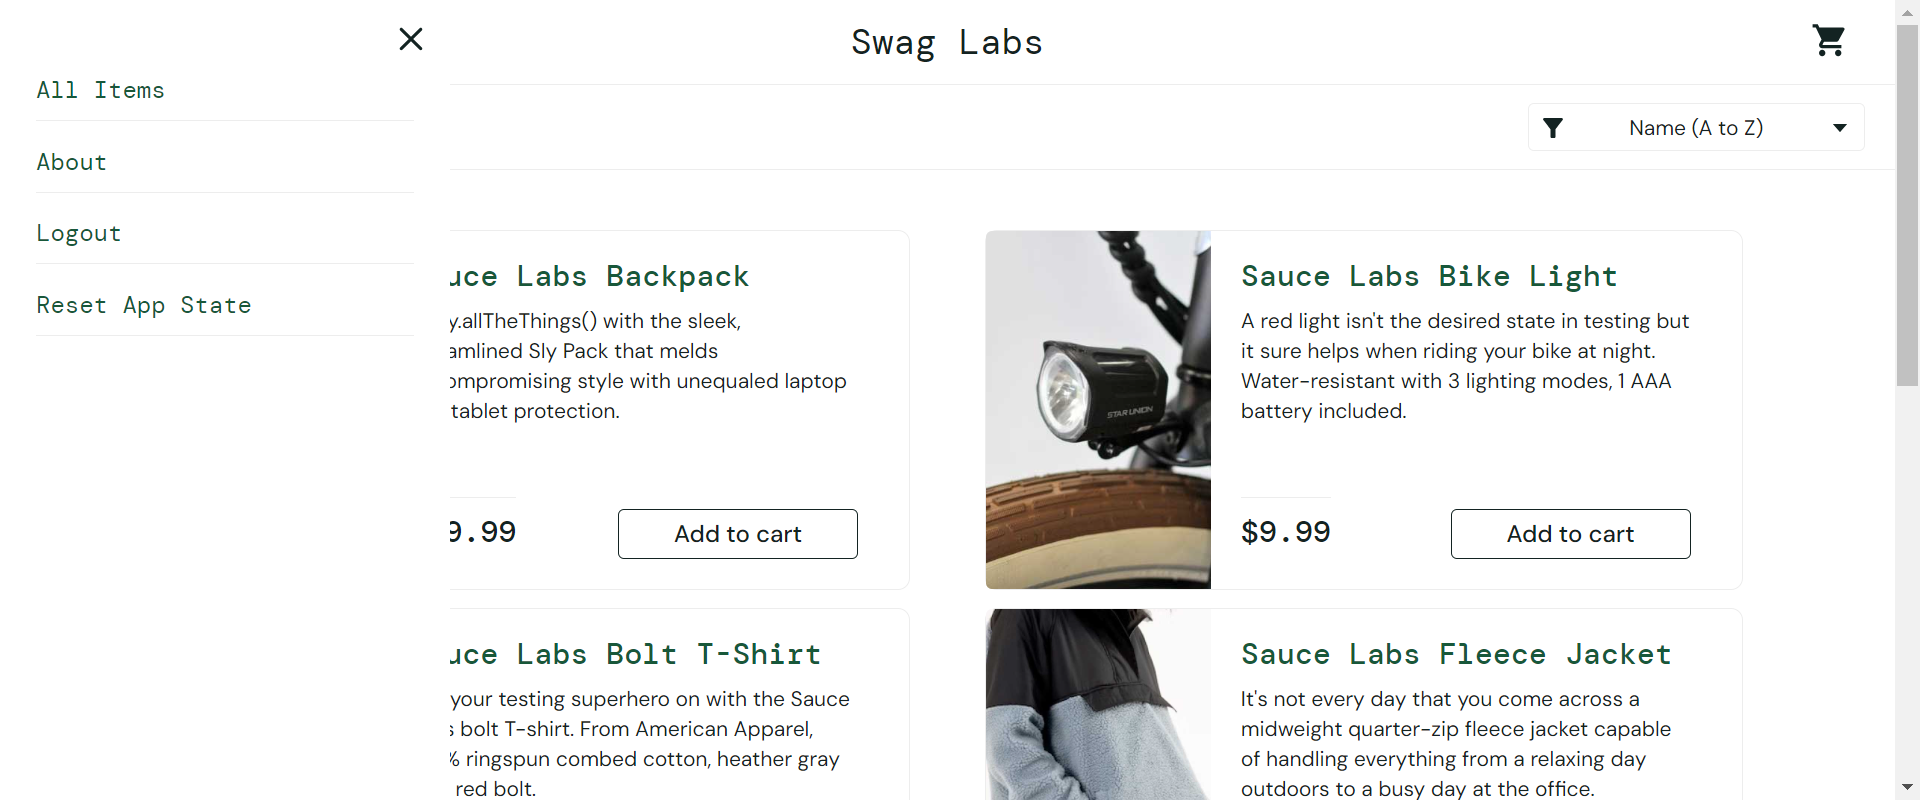 Swag Labs
All Items
About
Logout
Reset App State
Name (A to Z)
uce Labs Backpack
y.allTheThings() with the sleek,
amlined Sly Pack that melds
ompromising style with unequaled laptop
tablet protection.
9.99
Add to cart
STAR UNION
Sauce Labs Bike Light
A red light isn't the desired state in testing but
it sure helps when riding your bike at night.
Water-resistant with 3 lighting modes, 1 AAA
battery included.
$9.99
Add to cart
uce Labs Bolt T-Shirt
your testing superhero on with the Sauce
s bolt T-shirt. From American Apparel,
% ringspun combed cotton, heather gray
red bolt.
Sauce Labs Fleece Jacket
It's not every day that you come across a
midweight quarter-zip fleece jacket capable
of handling everything from a relaxing day
outdoors to a busy day at the office.